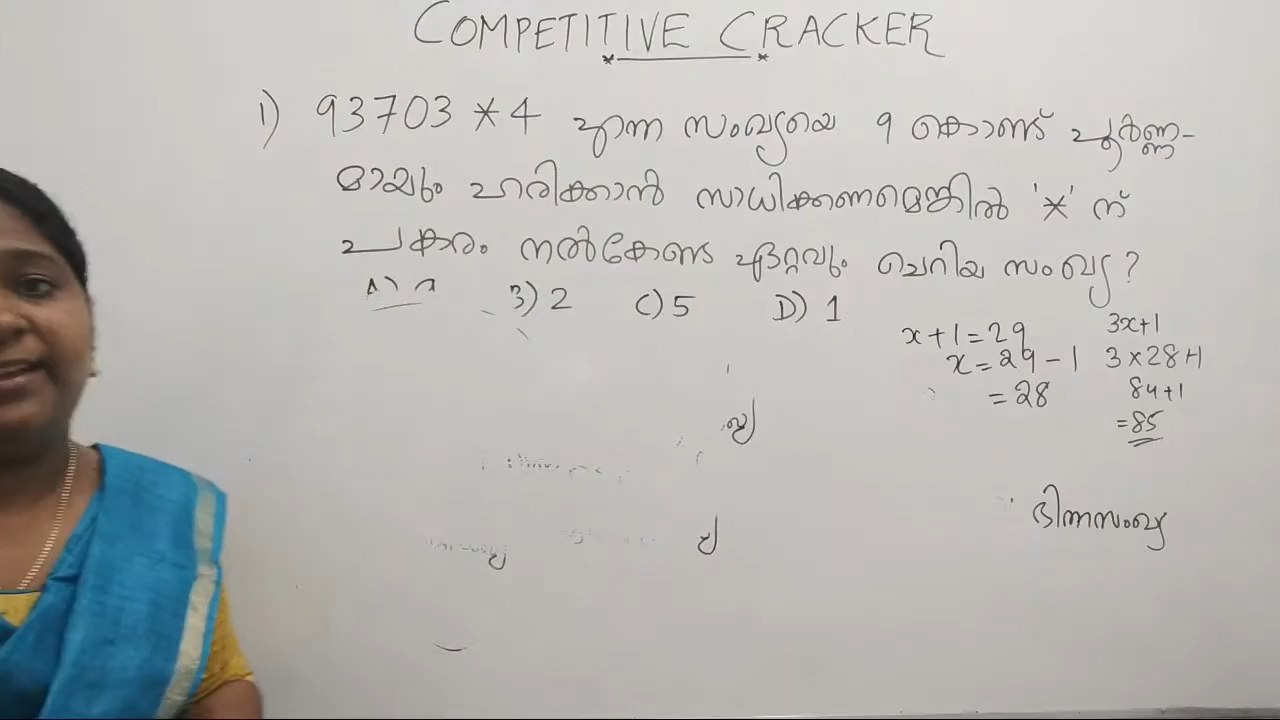 COMPETITIVE CRACKER
1) 93703*4 എന്ന സംഖ്യയെ 9 കൊണ്ട് പൂർണ്ണ-
മായും ഹരിക്കാൻ സാധിക്കണമെങ്കിൽ '*' ന്
പകരം നൽകേണ്ട ഏറ്റവും ചെറിയ സംഖ്യ?
A) B) 2 C) 5 D) 1
x+1=29
x=29-1
=28
3x+1
3×28+1
84+1
=85
ഭിന്നസംഖ്യ